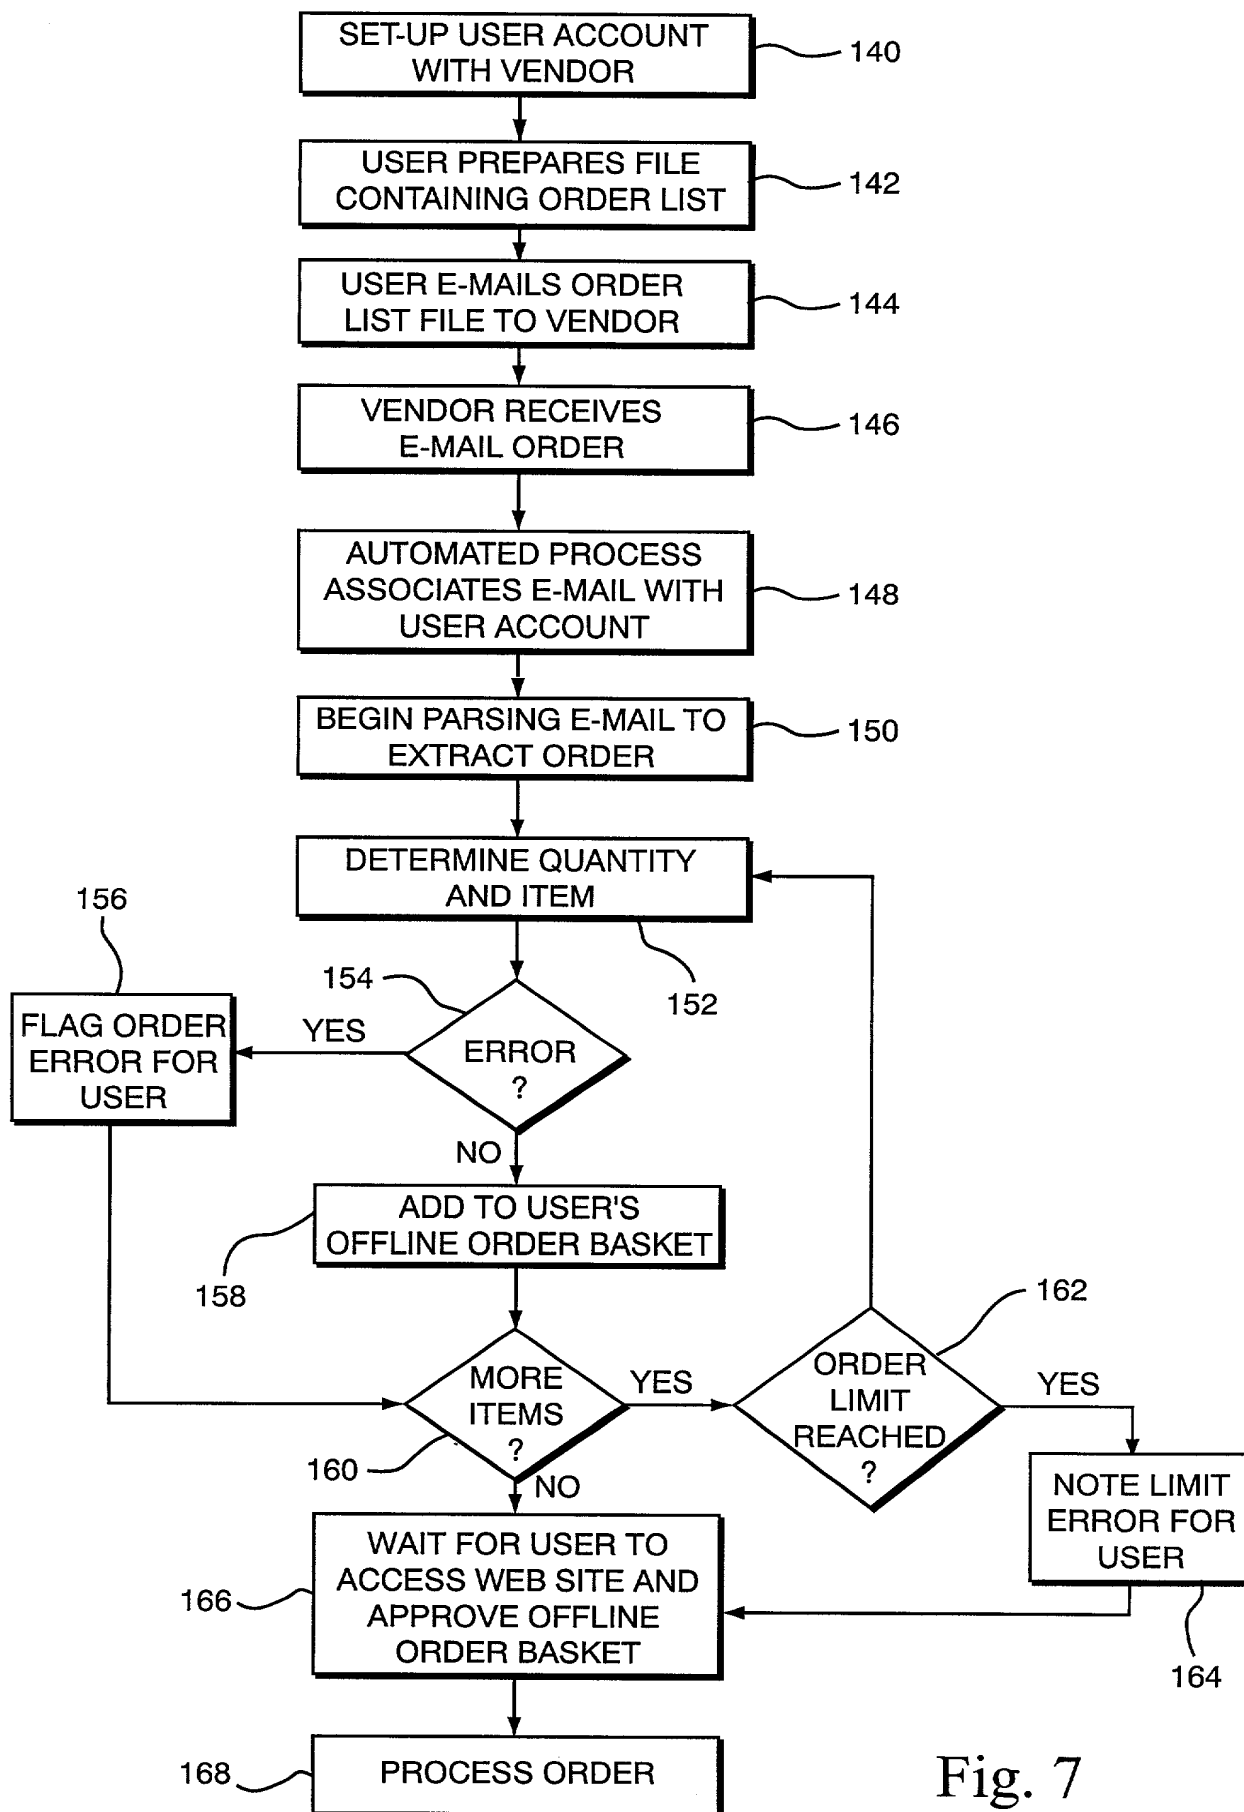 SET-UP USER ACCOUNT
WITH VENDOR
140
USER PREPARES FILE
CONTAINING ORDER LIST
142
USER E-MAILS ORDER
LIST FILE TO VENDOR
144
VENDOR RECEIVES
E-MAIL ORDER
146
AUTOMATED PROCESS
ASSOCIATES E-MAIL WITH
USER ACCOUNT
148
BEGIN PARSING E-MAIL TO
EXTRACT ORDER
150
DETERMINE QUANTITY
AND ITEM
152
154
ERROR
?
YES
156
FLAG ORDER
ERROR FOR
USER
NO
ADD TO USER'S
OFFLINE ORDER BASKET
158
MORE
ITEMS
?
160
YES
162
ORDER
LIMIT
REACHED
?
YES
NOTE LIMIT
ERROR FOR
USER
164
NO
WAIT FOR USER TO
ACCESS WEB SITE AND
APPROVE OFFLINE
ORDER BASKET
166
PROCESS ORDER
168
Fig. 7